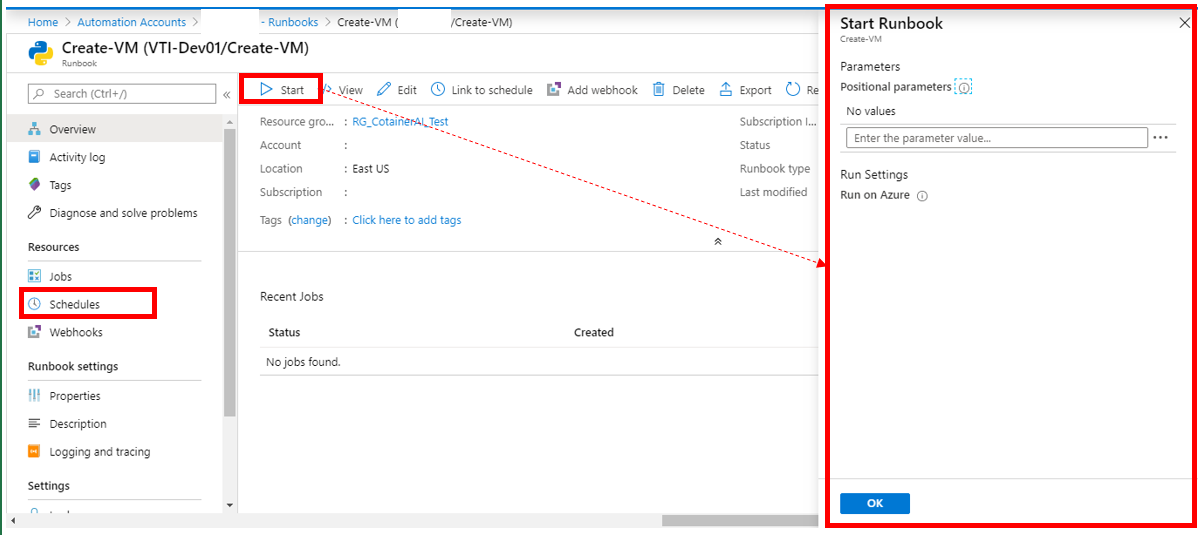 Home > Automation Accounts > - Runbooks > Create-VM ( /Create-VM)
Create-VM (VTI-Dev01/Create-VM)
Runbook
Search (Ctrl+/)
«
Overview
Activity log
Tags
Diagnose and solve problems
Resources
Jobs
Schedules
Webhooks
Runbook settings
Properties
Description
Logging and tracing
Settings
Start View Edit Link to schedule Add webhook Delete Export Re
Resource gro... : RG_CotainerAI_Test
Account :
Location : East US
Subscription :
Tags (change) : Click here to add tags
Subscription I...
Status
Runbook type
Last modified
Recent Jobs
Status Created
No jobs found.
Start Runbook
Create-VM
Parameters
Positional parameters
No values
Enter the parameter value...
Run Settings
Run on Azure
OK